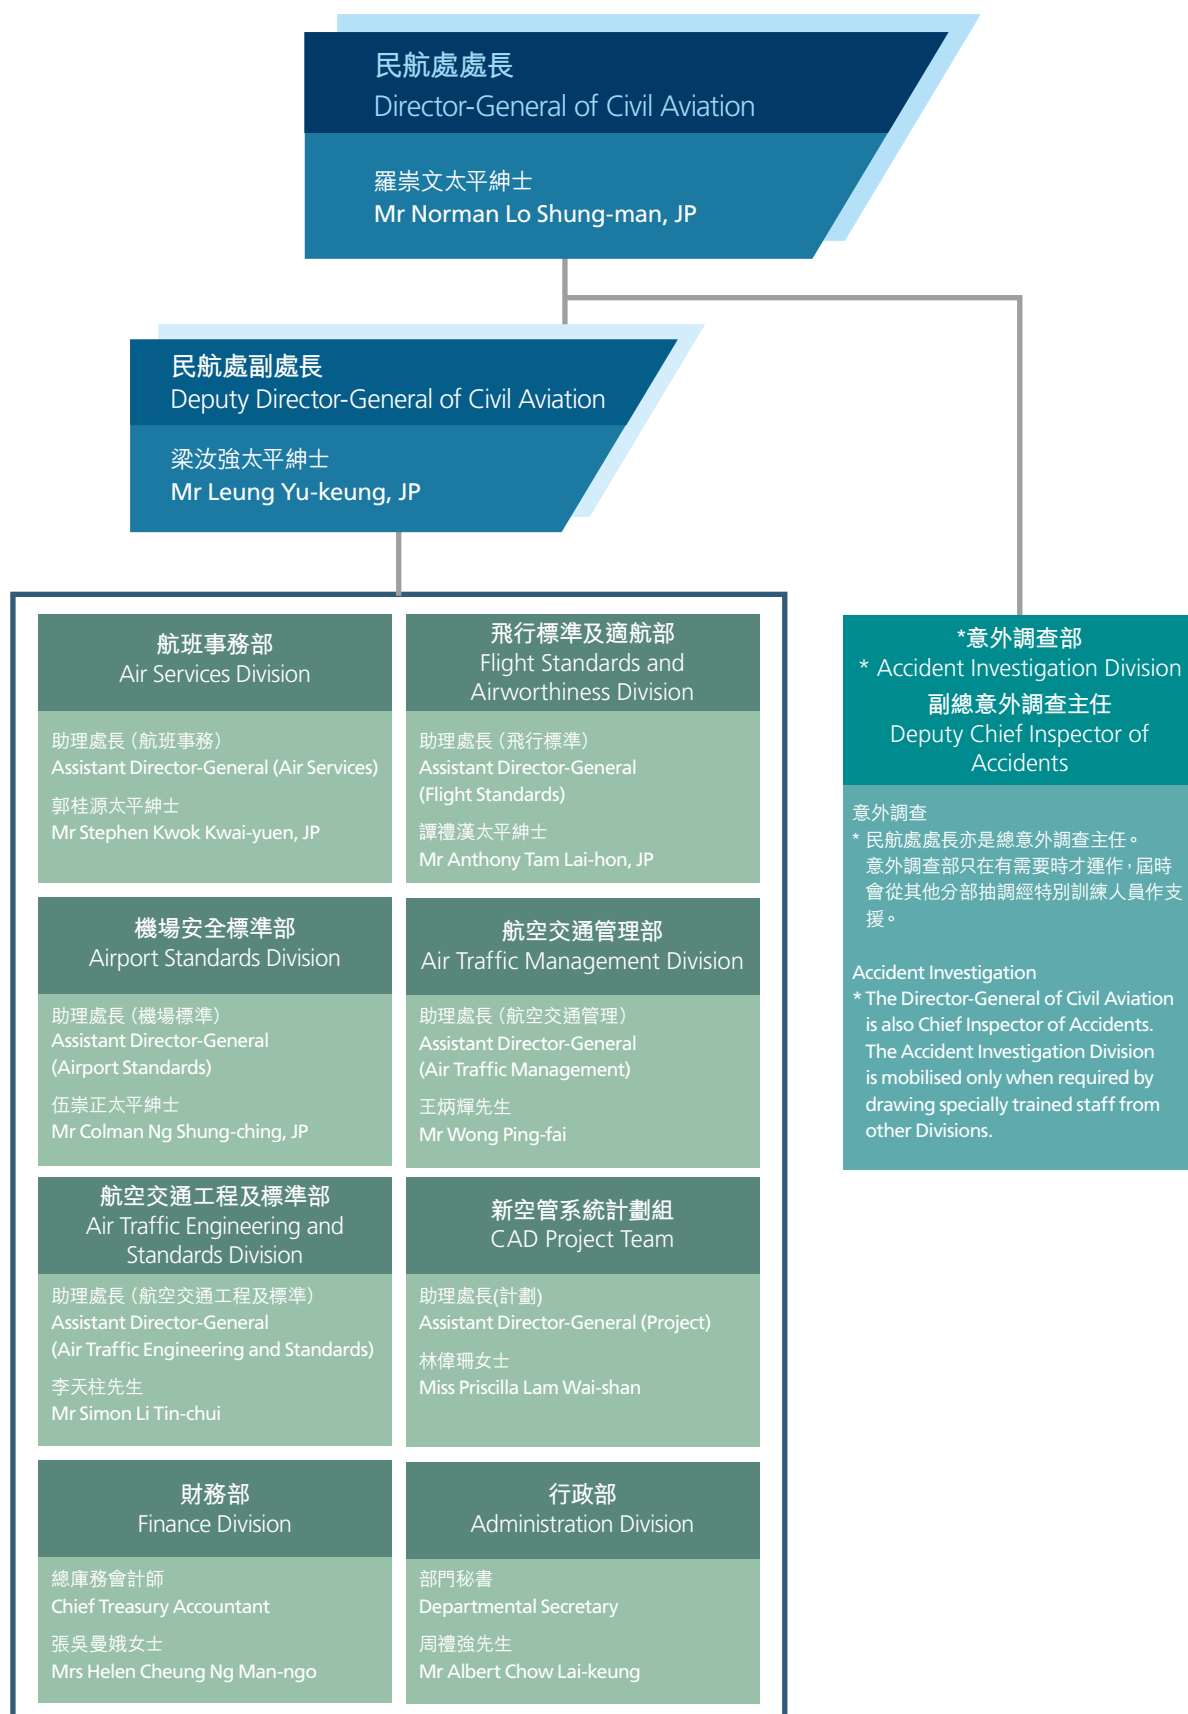 民航處處長
Director-General of Civil Aviation
羅崇文太平紳士
Mr Norman Lo Shung-man, JP
民航處副處長
Deputy Director-General of Civil Aviation
梁汝強太平紳士
Mr Leung Yu-keung, JP
航班事務部
Air Services Division
助理處長（航班事務）
Assistant Director-General (Air Services)
郭桂源太平紳士
Mr Stephen Kwok Kwai-yuen, JP
飛行標準及適航部
Flight Standards and
Airworthiness Division
助理處長（飛行標準）
Assistant Director-General
(Flight Standards)
譚禮漢太平紳士
Mr Anthony Tam Lai-hon, JP
機場安全標準部
Airport Standards Division
助理處長（機場標準）
Assistant Director-General
(Airport Standards)
伍崇正太平紳士
Mr Colman Ng Shung-ching, JP
航空交通管理部
Air Traffic Management Division
助理處長（航空交通管理）
Assistant Director-General
(Air Traffic Management)
王炳輝先生
Mr Wong Ping-fai
航空交通工程及標準部
Air Traffic Engineering and
Standards Division
助理處長（航空交通工程及標準）
Assistant Director-General
(Air Traffic Engineering and Standards)
李天柱先生
Mr Simon Li Tin-chui
新空管系統計劃組
CAD Project Team
助理處長(計劃)
Assistant Director-General (Project)
林偉珊女士
Miss Priscilla Lam Wai-shan
財務部
Finance Division
總庫務會計師
Chief Treasury Accountant
張吳曼娥女士
Mrs Helen Cheung Ng Man-ngo
行政部
Administration Division
部門秘書
Departmental Secretary
周禮強先生
Mr Albert Chow Lai-keung
*意外調查部
* Accident Investigation Division
副總意外調查主任
Deputy Chief Inspector of
Accidents
意外調查
* 民航處處長亦是總意外調查主任。
意外調查部只在有需要時才運作，屆時
會從其他分部抽調經特別訓練人員作支
援。
Accident Investigation
* The Director-General of Civil Aviation
is also Chief Inspector of Accidents.
The Accident Investigation Division
is mobilised only when required by
drawing specially trained staff from
other Divisions.